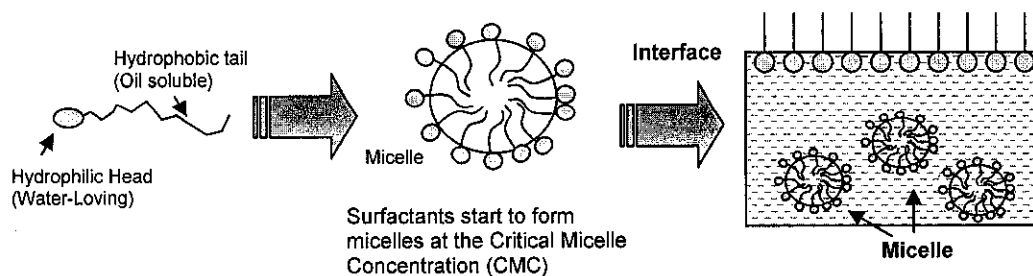 Hydrophobic tail
(Oil soluble)
Hydrophilic Head
(Water-Loving)
Micelle
Surfactants start to form
micelles at the Critical Micelle
Concentration (CMC)
Interface
Micelle